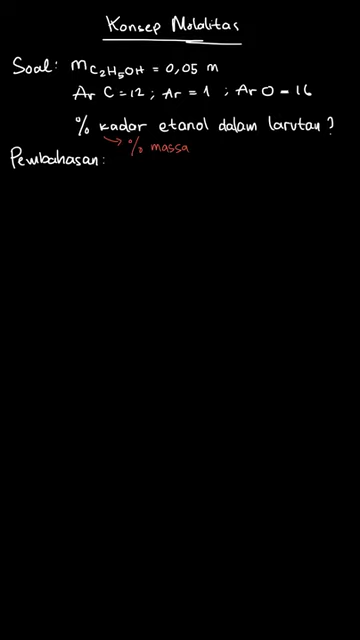 Konsep Molalitas
Soal: m C₂H₅OH = 0,05 m
Ar C = 12 ; Ar = 1 ; Ar O = 16
% kadar etanol dalam larutan ?
→ % massa
Pembahasan: